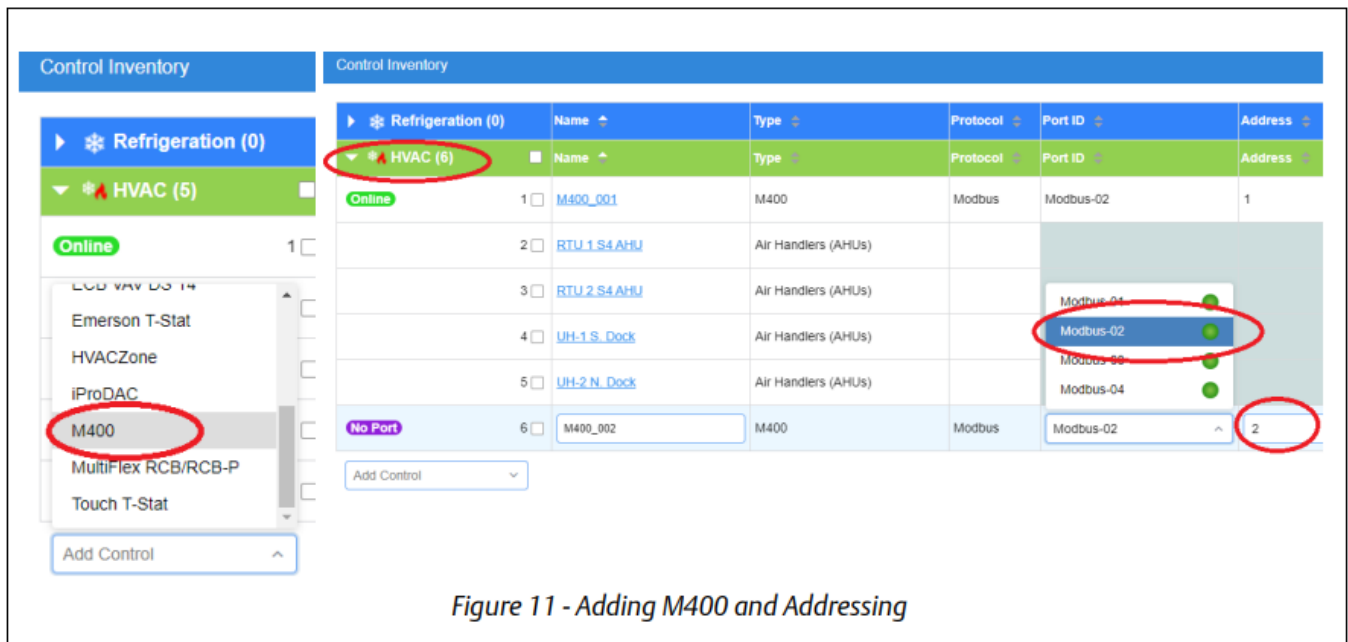 Control Inventory
Refrigeration (0)
HVAC (5)
Online 1
ECB VAV DS 14
Emerson T-Stat
HVACZone
iProDAC
M400
MultiFlex RCB/RCB-P
Touch T-Stat
Add Control
Control Inventory
Refrigeration (0) Name Type Protocol Port ID Address
HVAC (6) Name Type Protocol Port ID Address
Online 1 M400_001 M400 Modbus Modbus-02 1
2 RTU 1 S4 AHU Air Handlers (AHUs)
3 RTU 2 S4 AHU Air Handlers (AHUs)
Modbus-01
4 UH-1 S. Dock Air Handlers (AHUs) Modbus-02
Modbus-03
5 UH-2 N. Dock Air Handlers (AHUs) Modbus-04
No Port 6 M400_002 M400 Modbus Modbus-02 2
Add Control
Figure 11 - Adding M400 and Addressing